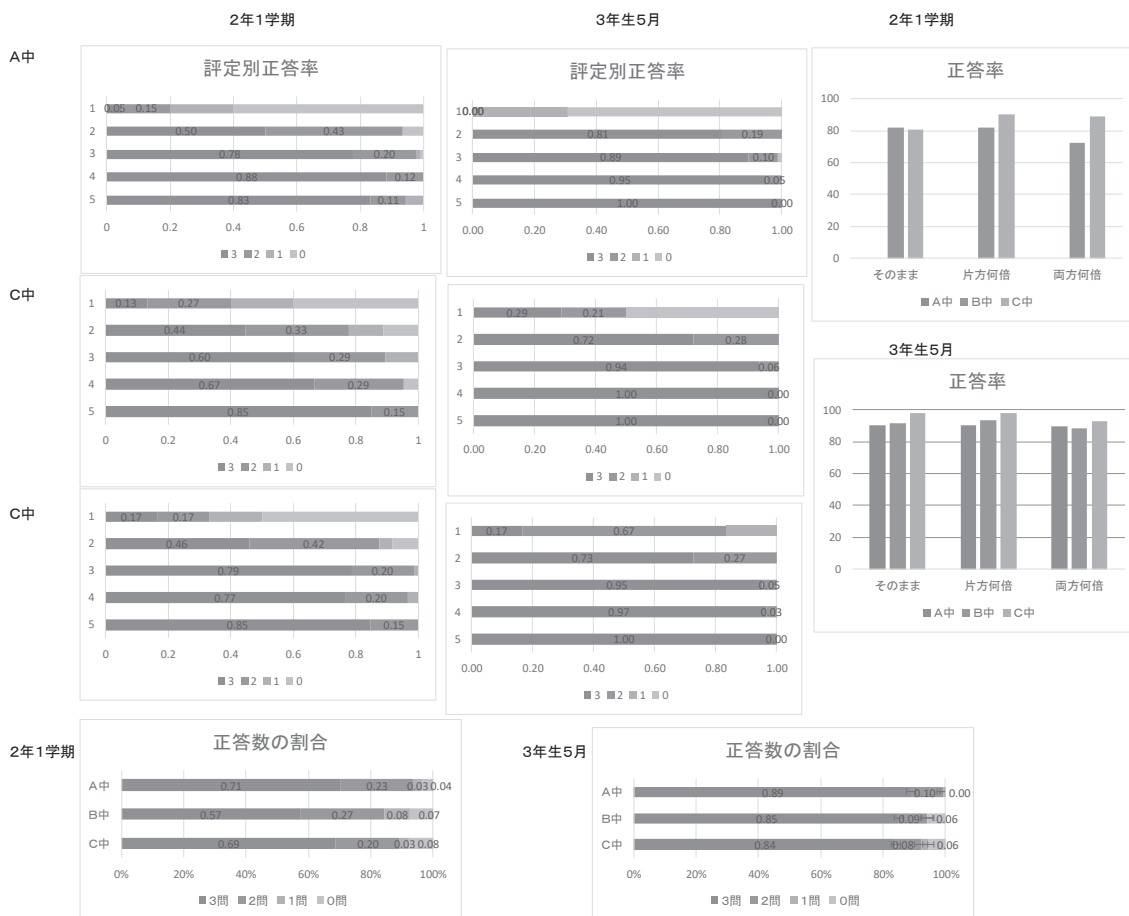 2年1学期
3年生5月
2年1学期
A中
評定別正答率
1 0.05 0.15
2 0.50 0.43
3 0.78 0.20
4 0.88 0.12
5 0.83 0.11
0 0.2 0.4 0.6 0.8 1
■3 ■2 ■1 ■0
評定別正答率
1 0.00
2 0.81 0.19
3 0.89 0.10
4 0.95 0.05
5 1.00 0.00
0.00 0.20 0.40 0.60 0.80 1.00
■3 ■2 ■1 ■0
正答率
100
80
60
40
20
0
そのまま 片方何倍 両方何倍
■A中 ■B中 ■C中
C中
1 0.13 0.27
2 0.44 0.33
3 0.60 0.29
4 0.67 0.29
5 0.85 0.15
0 0.2 0.4 0.6 0.8 1
■3 ■2 ■1 ■0
1 0.29 0.21
2 0.72 0.28
3 0.94 0.06
4 1.00 0.00
5 1.00 0.00
0.00 0.20 0.40 0.60 0.80 1.00
■3 ■2 ■1 ■0
3年生5月
正答率
100
80
60
40
20
0
そのまま 片方何倍 両方何倍
■A中 ■B中 ■C中
C中
1 0.17 0.17
2 0.46 0.42
3 0.79 0.20
4 0.77 0.20
5 0.85 0.15
0 0.2 0.4 0.6 0.8 1
■3 ■2 ■1 ■0
1 0.17 0.67
2 0.73 0.27
3 0.95 0.05
4 0.97 0.03
5 1.00 0.00
0.00 0.20 0.40 0.60 0.80 1.00
■3 ■2 ■1 ■0
2年1学期
正答数の割合
A中 0.71 0.23 0.03 0.04
B中 0.57 0.27 0.08 0.07
C中 0.69 0.20 0.03 0.08
0% 20% 40% 60% 80% 100%
■3問 ■2問 ■1問 ■0問
3年生5月
正答数の割合
A中 0.89 0.10 0.00
B中 0.85 0.09 0.06
C中 0.84 0.08 0.06
0% 20% 40% 60% 80% 100%
■3問 ■2問 ■1問 ■0問